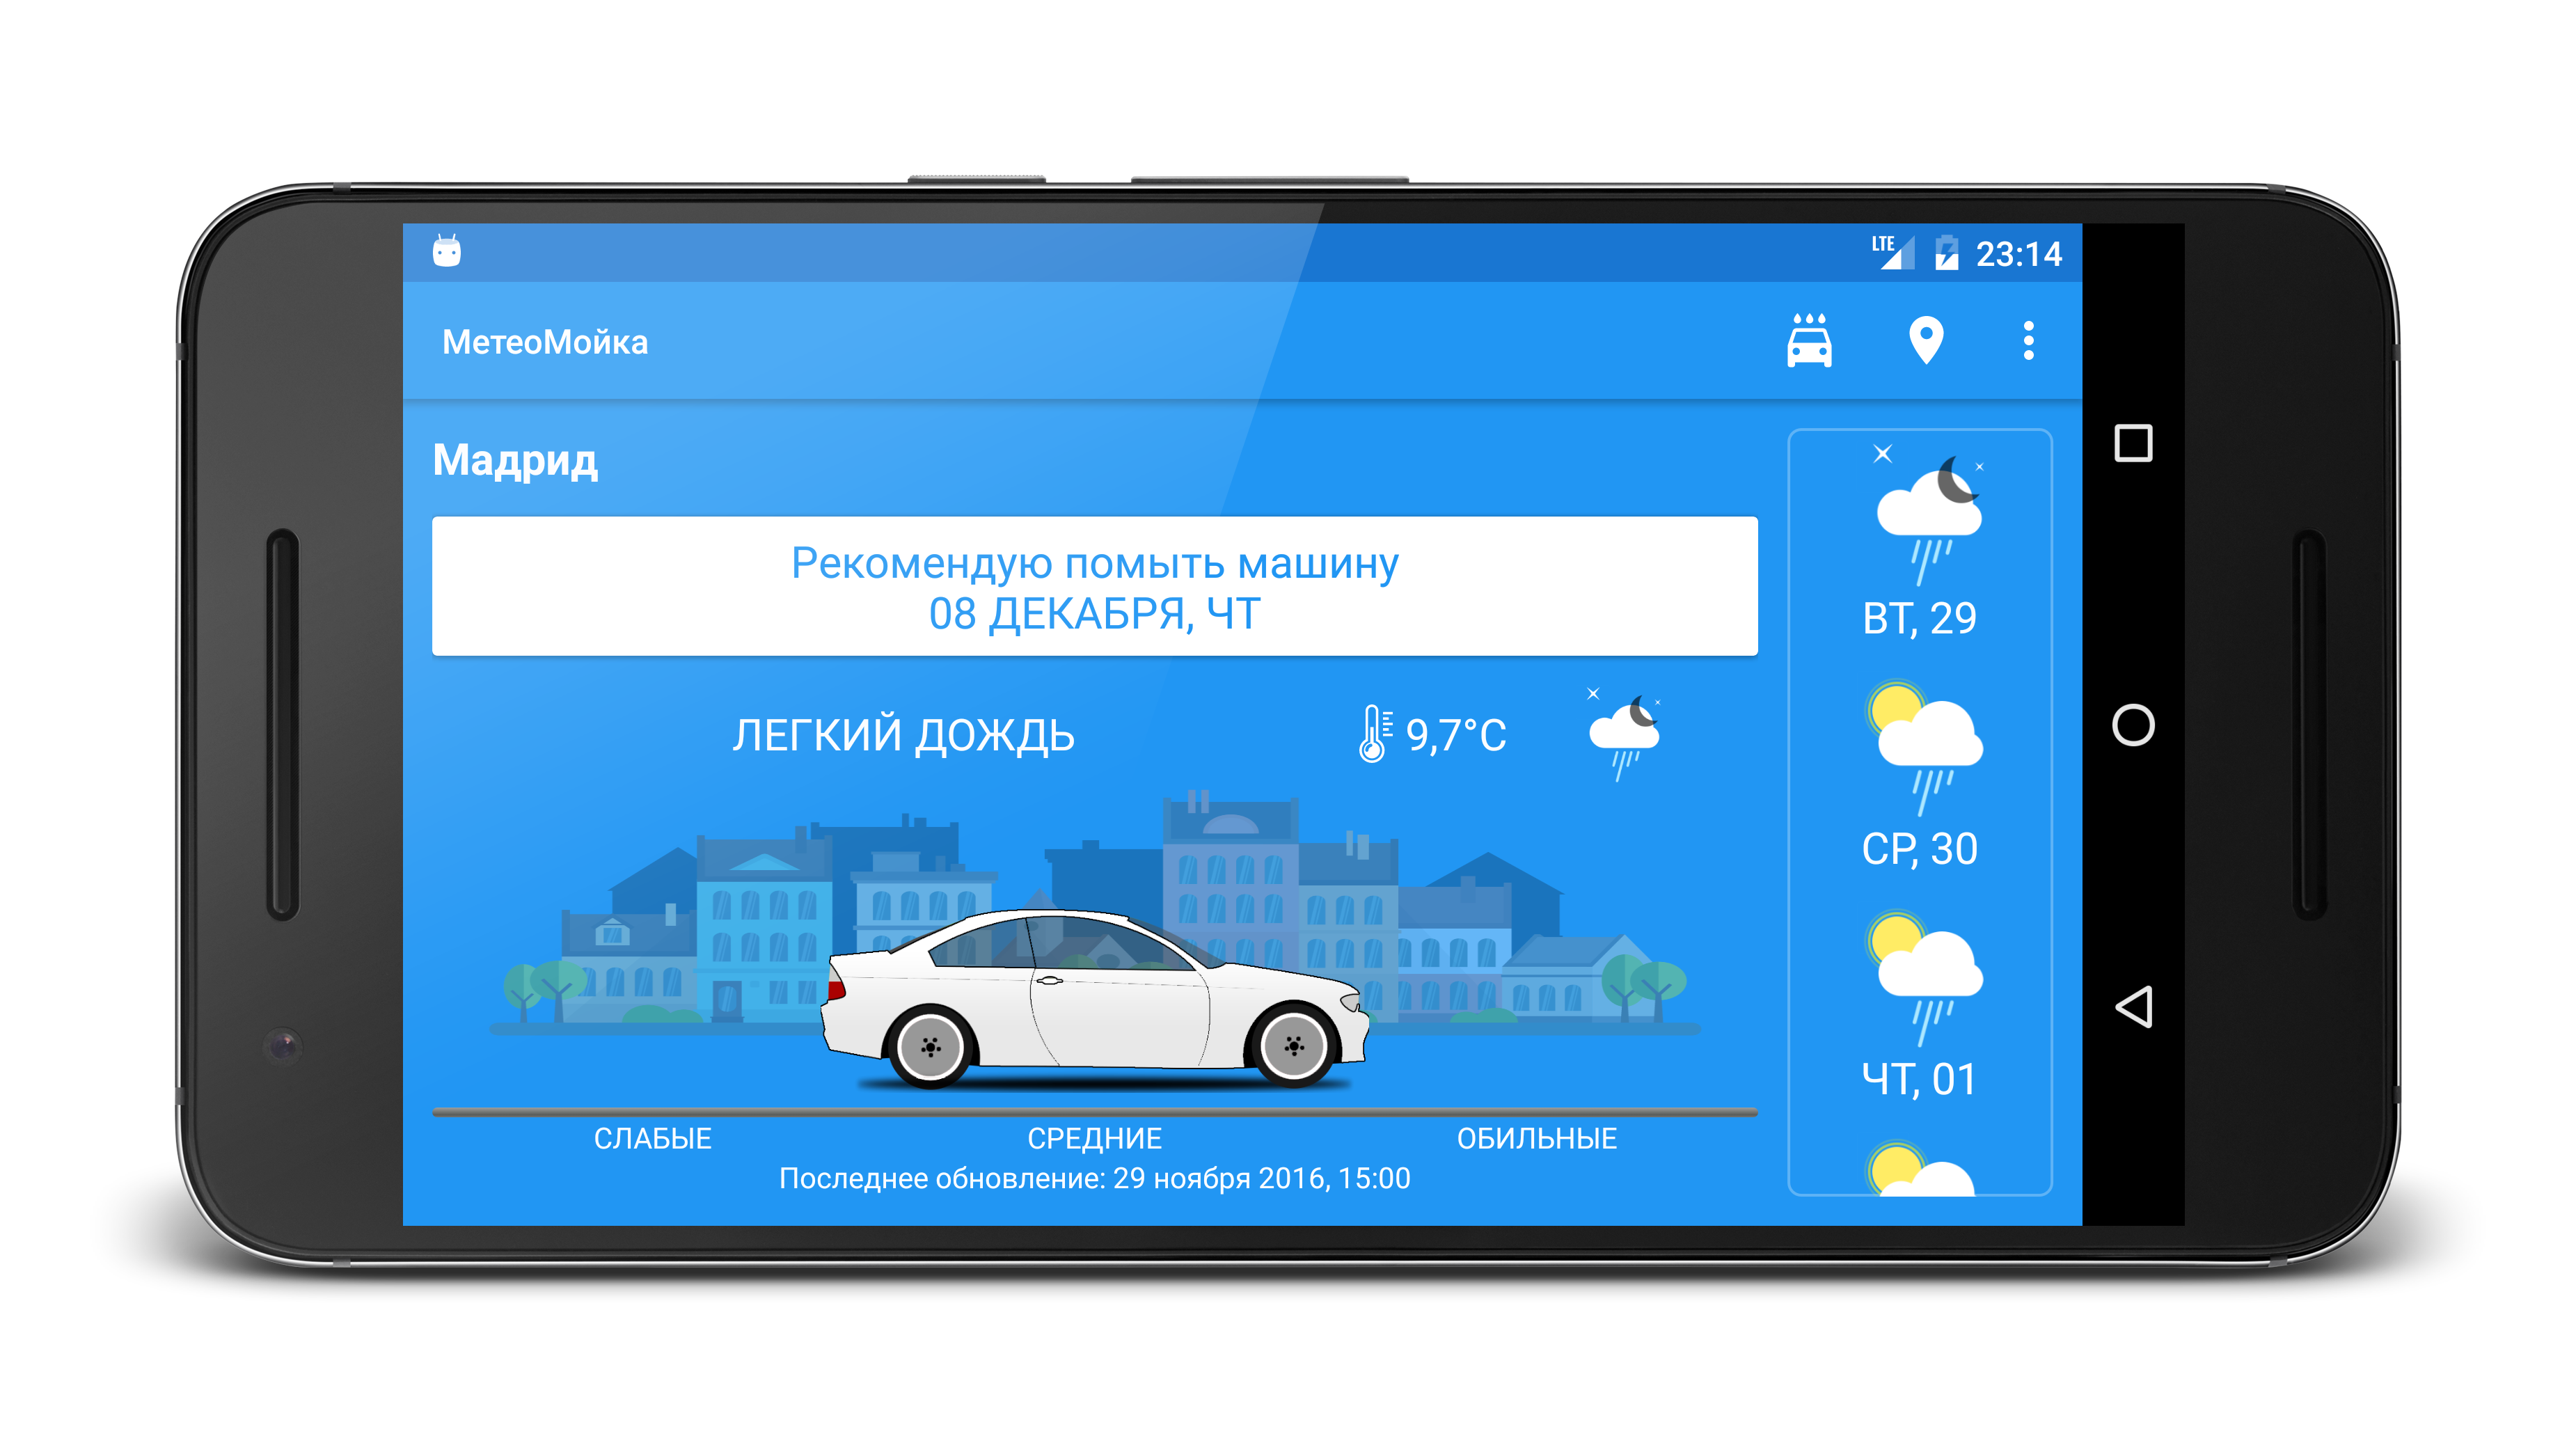 LTE 23:14
МетеоМойка
Мадрид
Рекомендую помыть машину
08 ДЕКАБРЯ, ЧТ
ЛЕГКИЙ ДОЖДЬ 9,7°C
СЛАБЫЕ СРЕДНИЕ ОБИЛЬНЫЕ
Последнее обновление: 29 ноября 2016, 15:00
ВТ, 29
СР, 30
ЧТ, 01